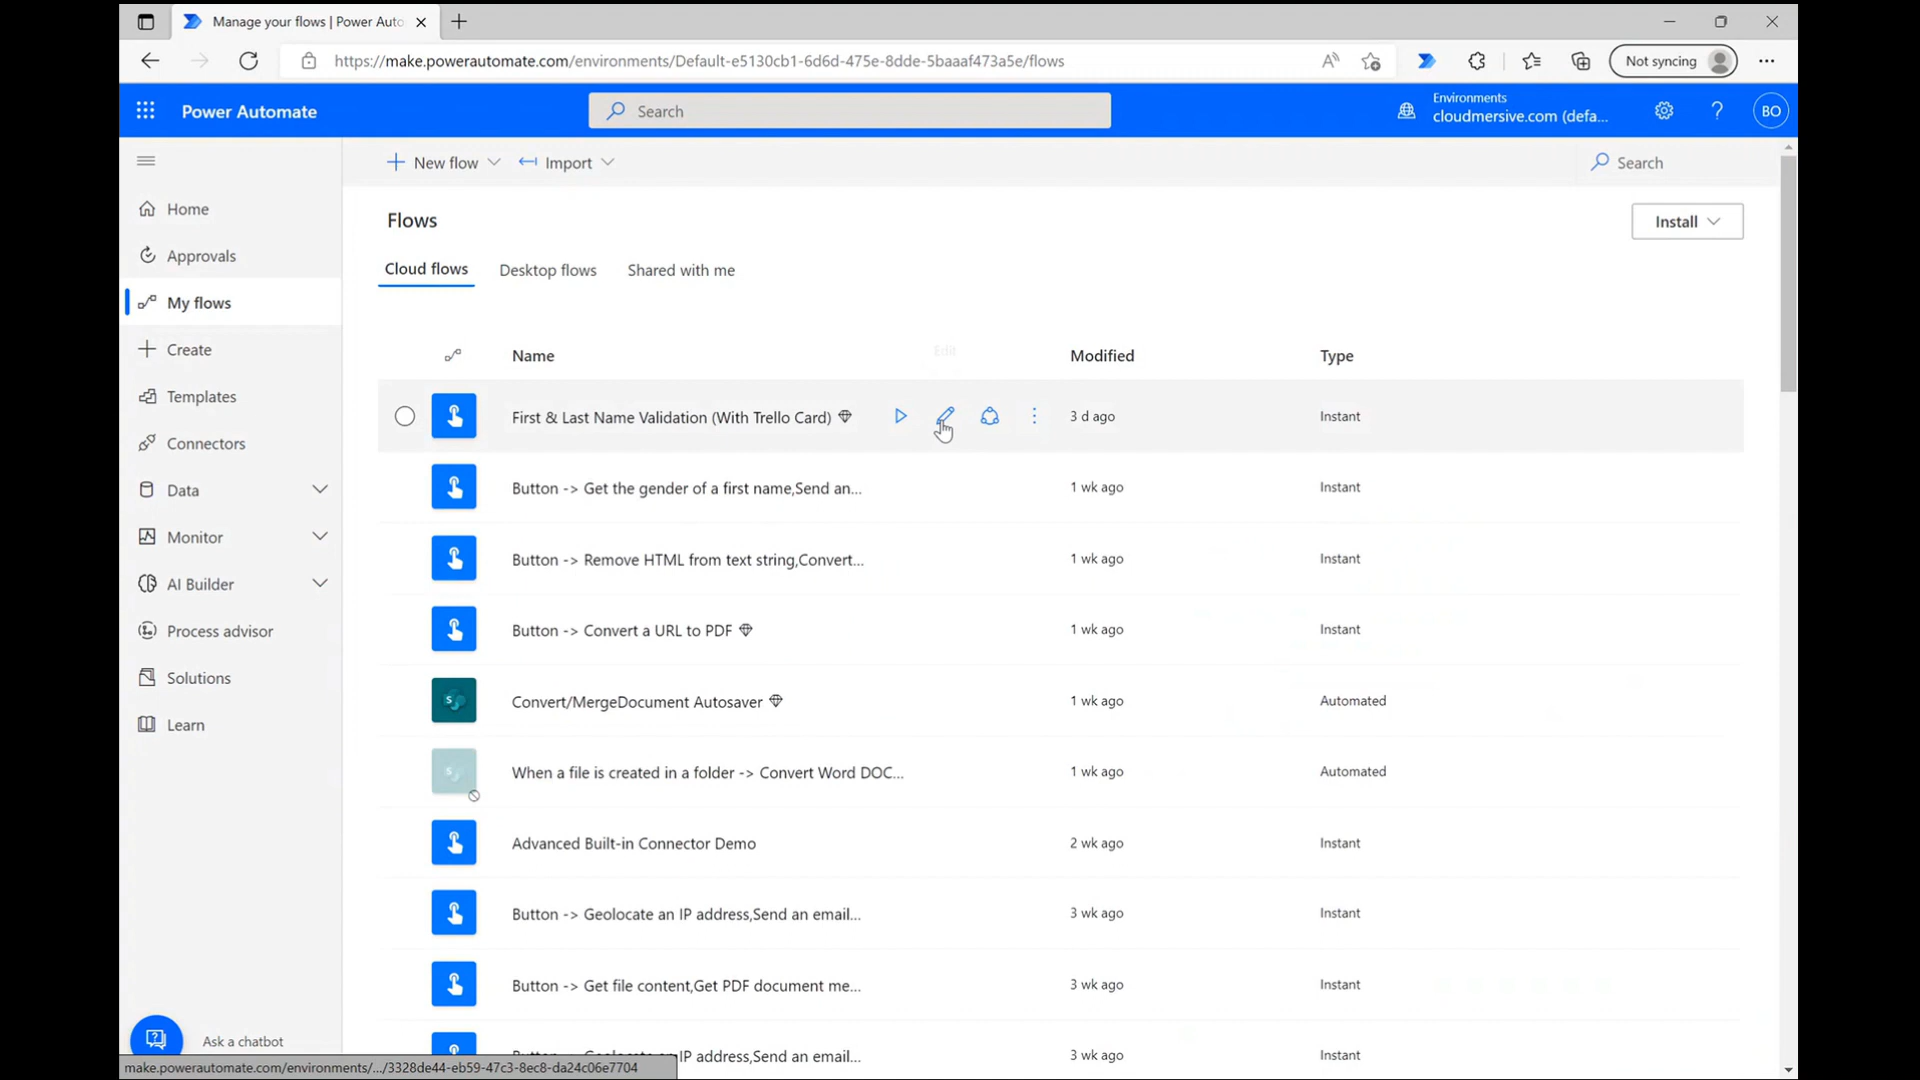 Manage your flows | Power Auto
https://make.powerautomate.com/environments/Default-e5130cb1-6d6d-475e-8dde-5baaaf473a5e/flows
Not syncing
Power Automate
Search
Environments
cloudmersive.com (defa...
BO
New flow
Import
Search
Home
Approvals
My flows
Create
Templates
Connectors
Data
Monitor
AI Builder
Process advisor
Solutions
Learn
Ask a chatbot
Flows
Install
Cloud flows
Desktop flows
Shared with me
Edit
Name
Modified
Type
First & Last Name Validation (With Trello Card)
3 d ago
Instant
Button -> Get the gender of a first name,Send an...
1 wk ago
Instant
Button -> Remove HTML from text string,Convert...
1 wk ago
Instant
Button -> Convert a URL to PDF
1 wk ago
Instant
Convert/MergeDocument Autosaver
1 wk ago
Automated
When a file is created in a folder -> Convert Word DOC...
1 wk ago
Automated
Advanced Built-in Connector Demo
2 wk ago
Instant
Button -> Geolocate an IP address,Send an email...
3 wk ago
Instant
Button -> Get file content,Get PDF document me...
3 wk ago
Instant
Button -> Geolocate an IP address,Send an email...
3 wk ago
Instant
make.powerautomate.com/environments/.../3328de44-eb59-47c3-8ec8-da24c06e7704